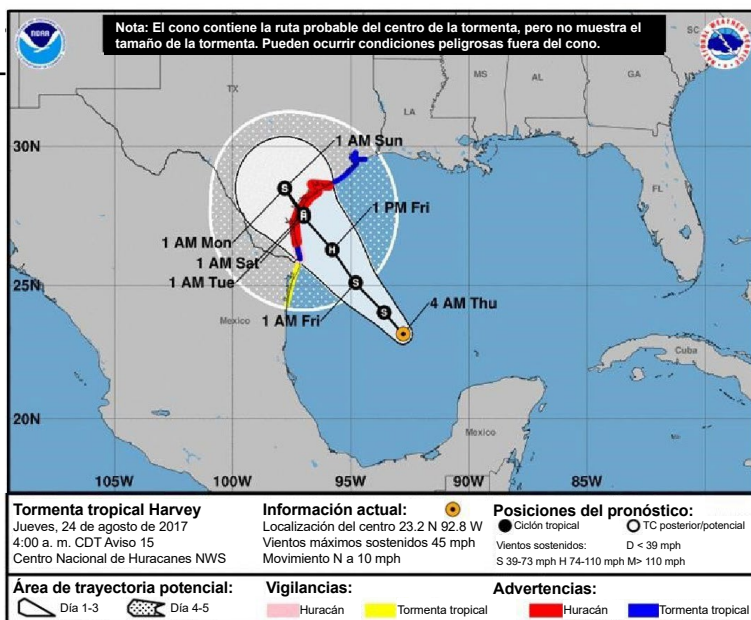 Nota: El cono contiene la ruta probable del centro de la tormenta, pero no muestra el
tamaño de la tormenta. Pueden ocurrir condiciones peligrosas fuera del cono.
NOAA
SC
MS
AL
GA
TX
LA
30N
1 AM Sun
FL
1 PM Fri
1 AM Mon
1 AM Sat
1 AM Tue
25N
Mexico
1 AM Fri
4 AM Thu
S
H
H
S
S
Cuba
20N
Mexico
105W
100W
95W
90W
85W
Tormenta tropical Harvey
Jueves, 24 de agosto de 2017
4:00 a. m. CDT Aviso 15
Centro Nacional de Huracanes NWS
Información actual:
Localización del centro 23.2 N 92.8 W
Vientos máximos sostenidos 45 mph
Movimiento N a 10 mph
Posiciones del pronóstico:
Ciclón tropical
TC posterior/potencial
Vientos sostenidos:
D < 39 mph
S 39-73 mph H 74-110 mph M> 110 mph
Área de trayectoria potencial:
Día 1-3
Día 4-5
Vigilancias:
Huracán
Tormenta tropical
Advertencias:
Huracán
Tormenta tropical